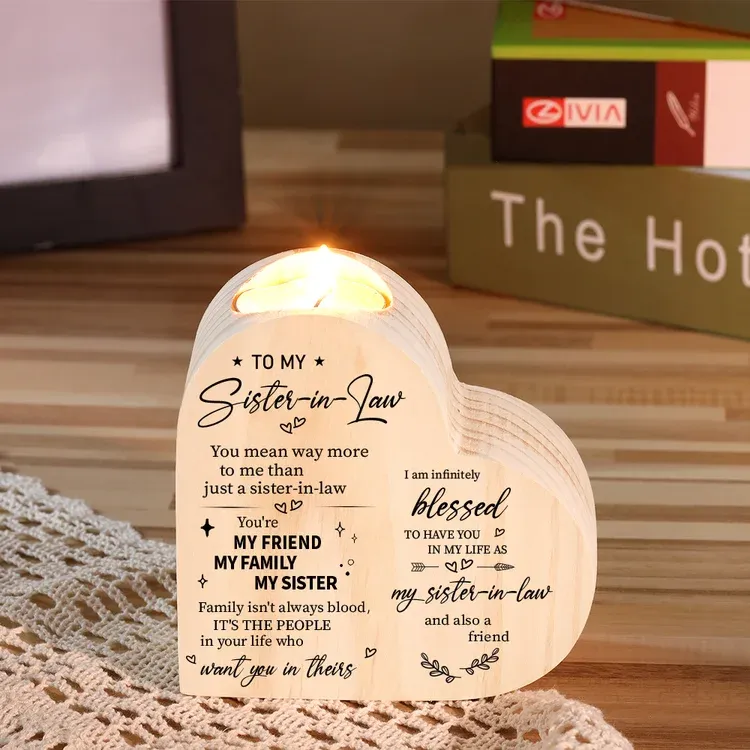 IVIA
The Hot
★ TO MY ★
Sister-in-Law
You mean way more
to me than
just a sister-in-law
You're
MY FRIEND
MY FAMILY
MY SISTER
Family isn't always blood,
IT'S THE PEOPLE
in your life who
want you in theirs
I am infinitely
blessed
TO HAVE YOU
IN MY LIFE AS
my sister-in-law
and also a
friend